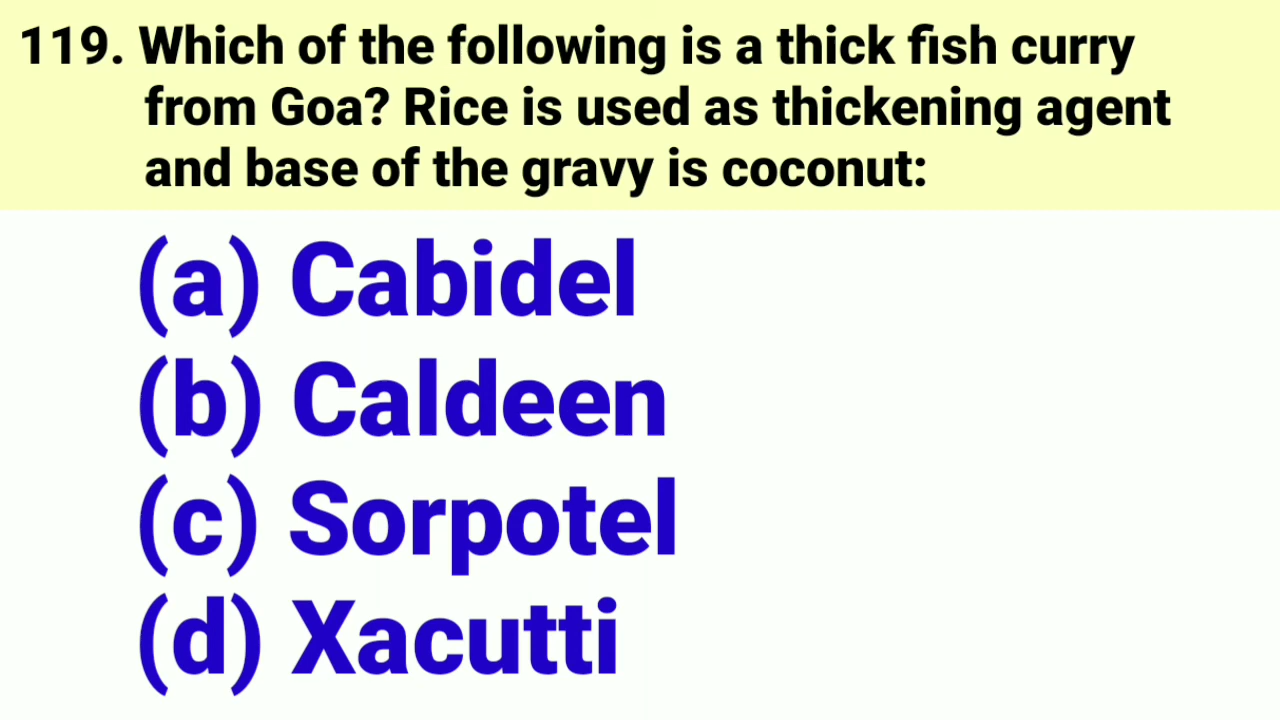 119. Which of the following is a thick fish curry
from Goa? Rice is used as thickening agent
and base of the gravy is coconut:
(a) Cabidel
(b) Caldeen
(c) Sorpotel
(d) Xacutti